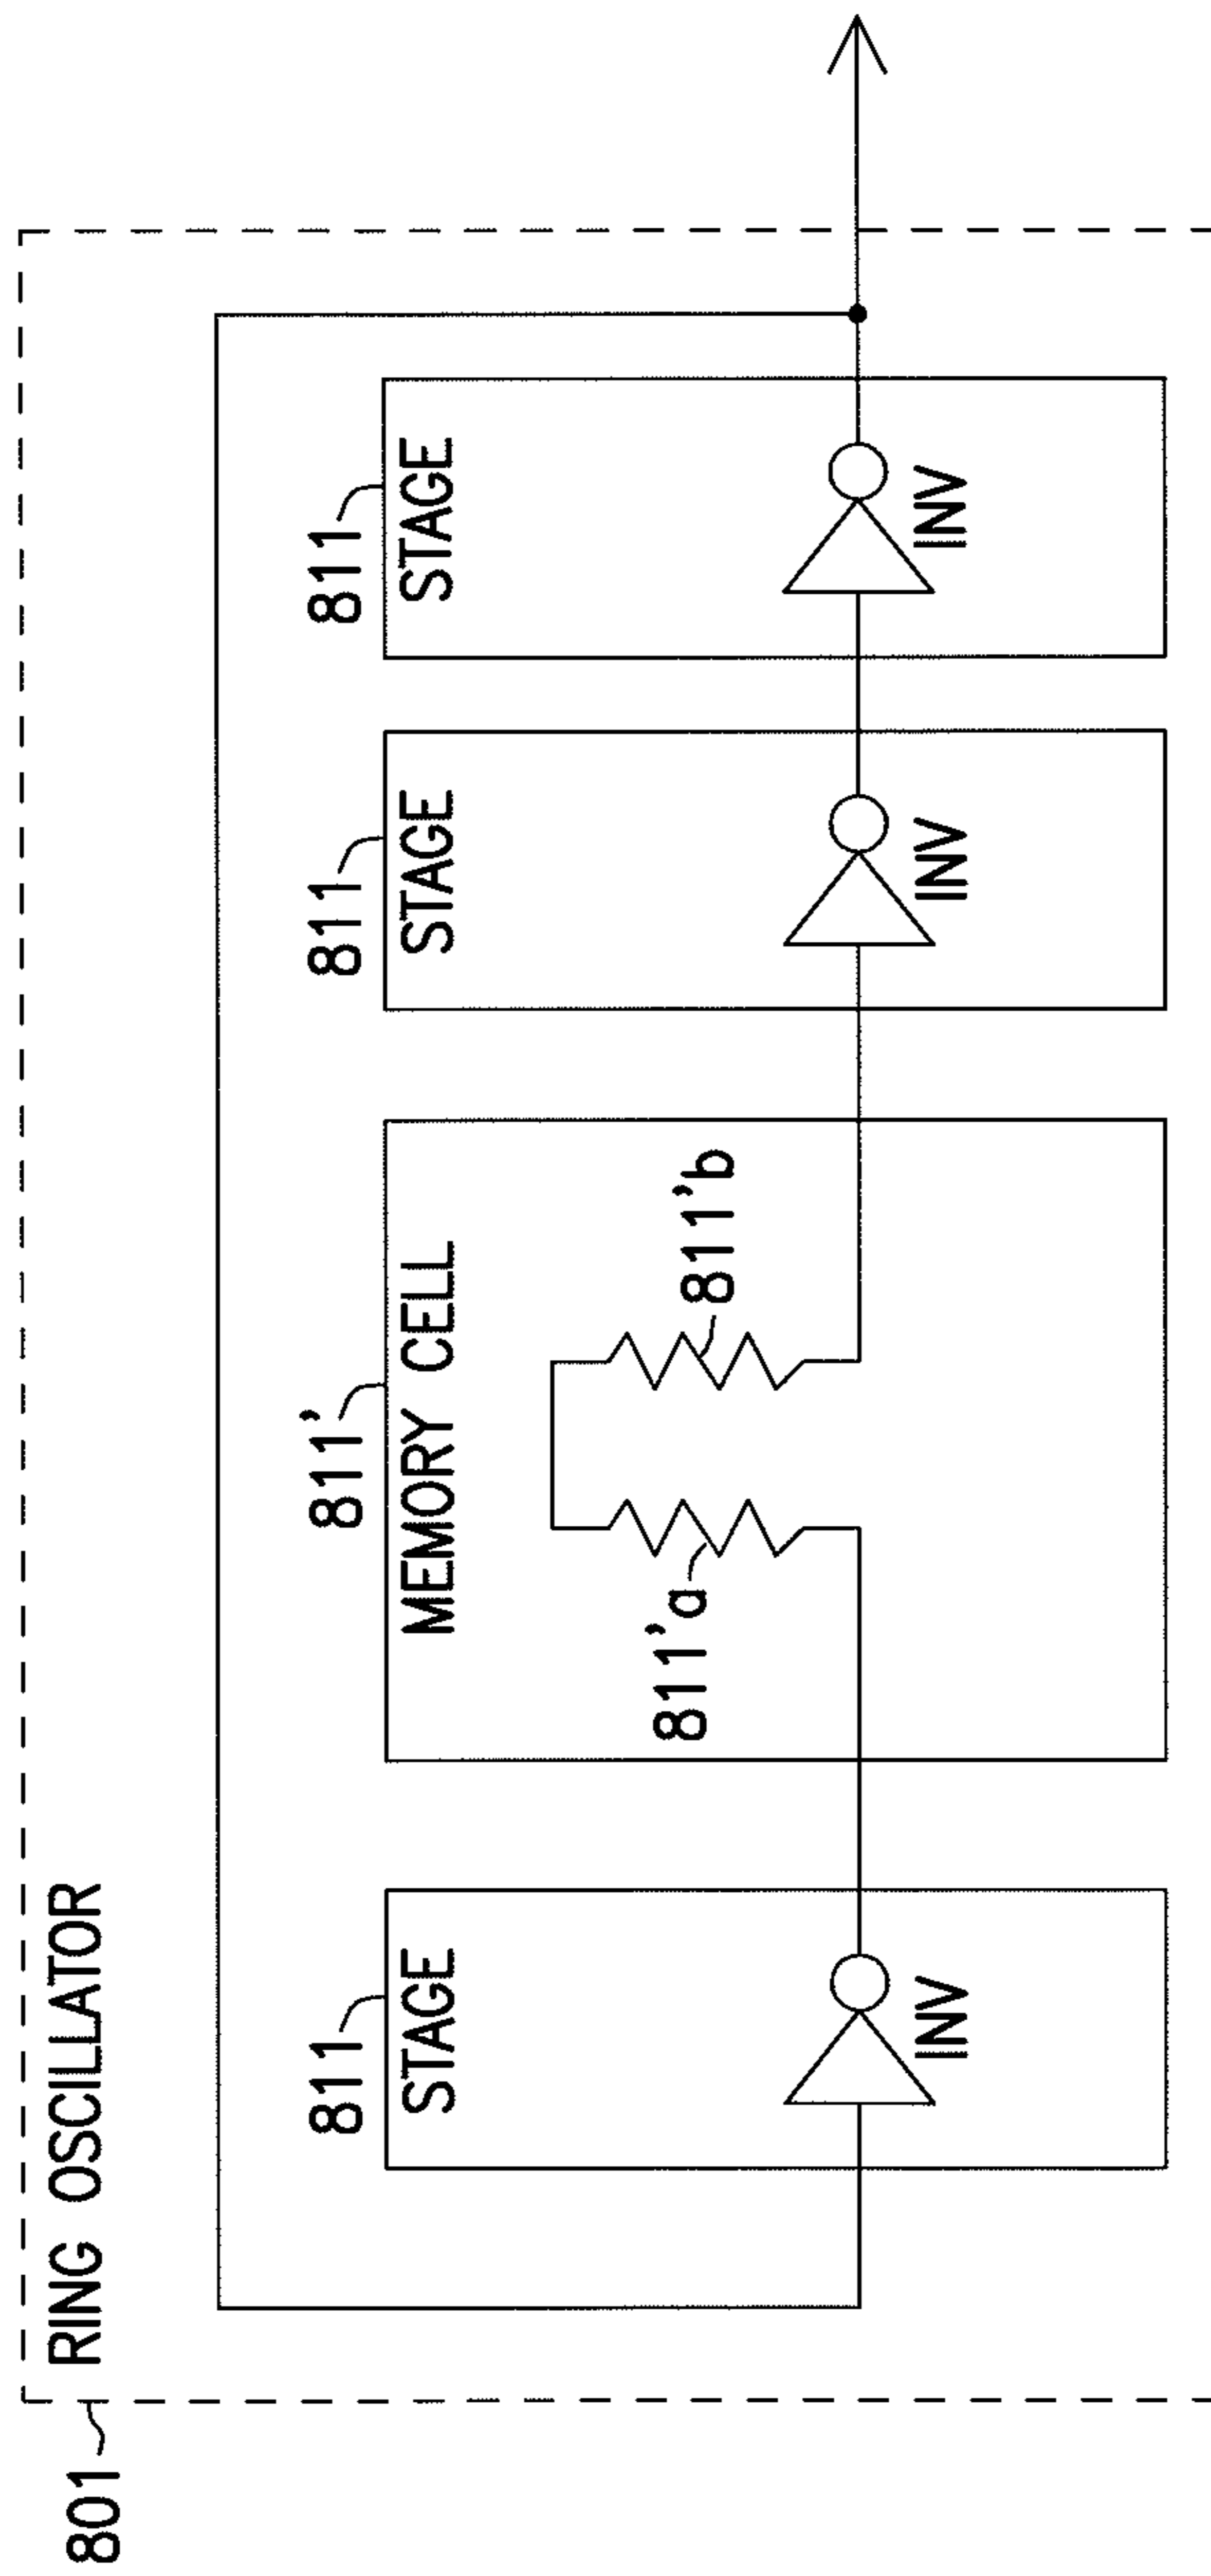 801
RING OSCILLATOR
811
STAGE
INV
811'
MEMORY CELL
811'a
811'b
811
STAGE
INV
811
STAGE
INV